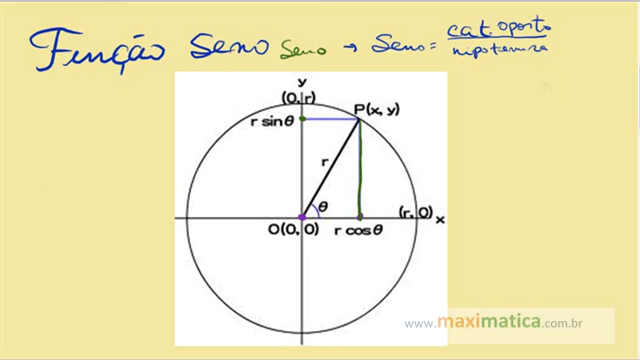 Função Seno Seno → Seno = cat. oposto
hipotenusa
y
(0, r)
P(x, y)
r sinθ
r
θ
(r, 0)
x
O(0, 0)
r cosθ
www.maximatica.com.br